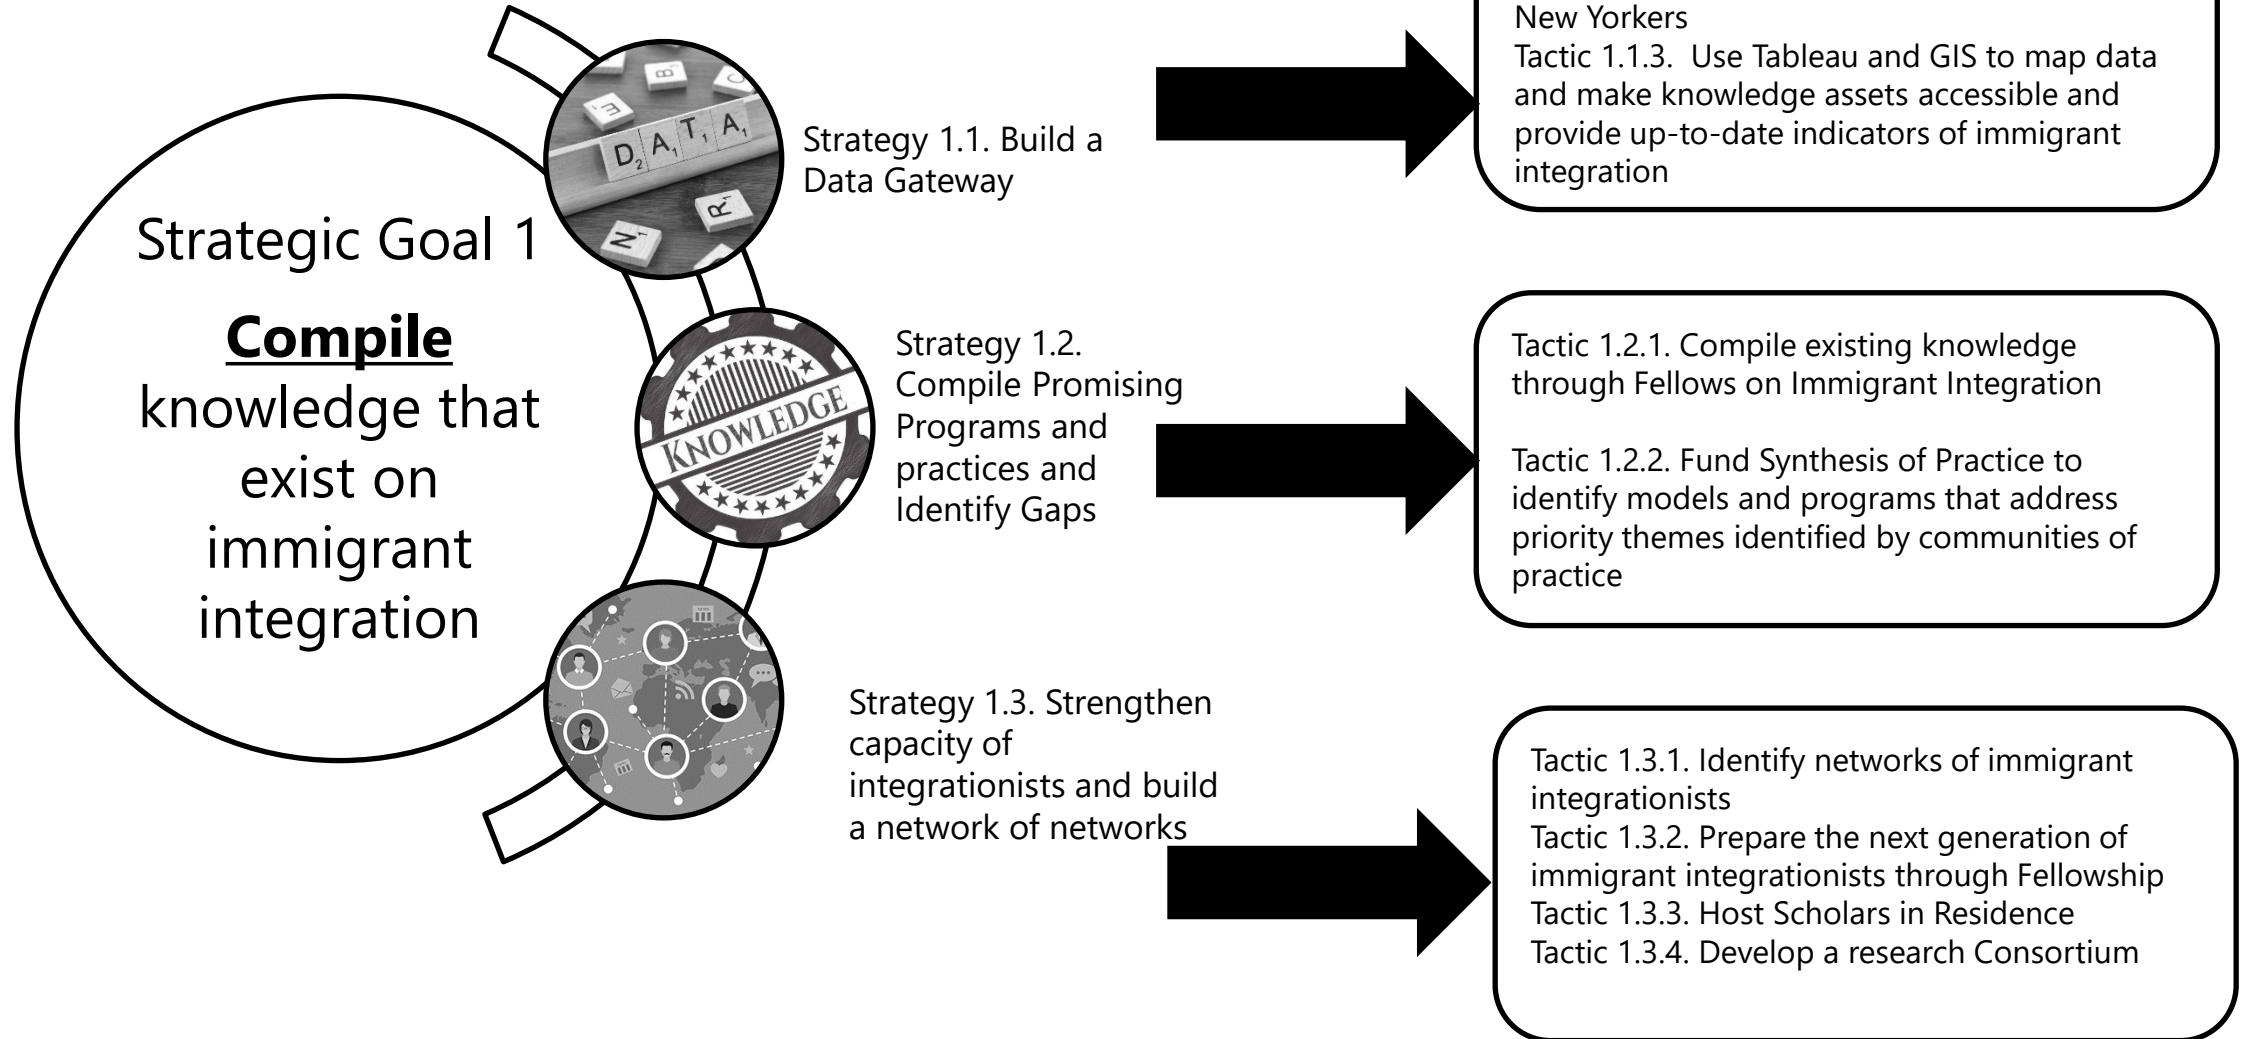 Strategic Goal 1
Compile
knowledge that
exist on
immigrant
integration
B
C
E
DATA
R
N
Strategy 1.1. Build a
Data Gateway
New Yorkers
Tactic 1.1.3.  Use Tableau and GIS to map data
and make knowledge assets accessible and
provide up-to-date indicators of immigrant
integration
KNOWLEDGE
Strategy 1.2.
Compile Promising
Programs and
practices and
Identify Gaps
Tactic 1.2.1. Compile existing knowledge
through Fellows on Immigrant Integration
Tactic 1.2.2. Fund Synthesis of Practice to
identify models and programs that address
priority themes identified by communities of
practice
Strategy 1.3. Strengthen
capacity of
integrationists and build
a network of networks
Tactic 1.3.1. Identify networks of immigrant
integrationists
Tactic 1.3.2. Prepare the next generation of
immigrant integrationists through Fellowship
Tactic 1.3.3. Host Scholars in Residence
Tactic 1.3.4. Develop a research Consortium